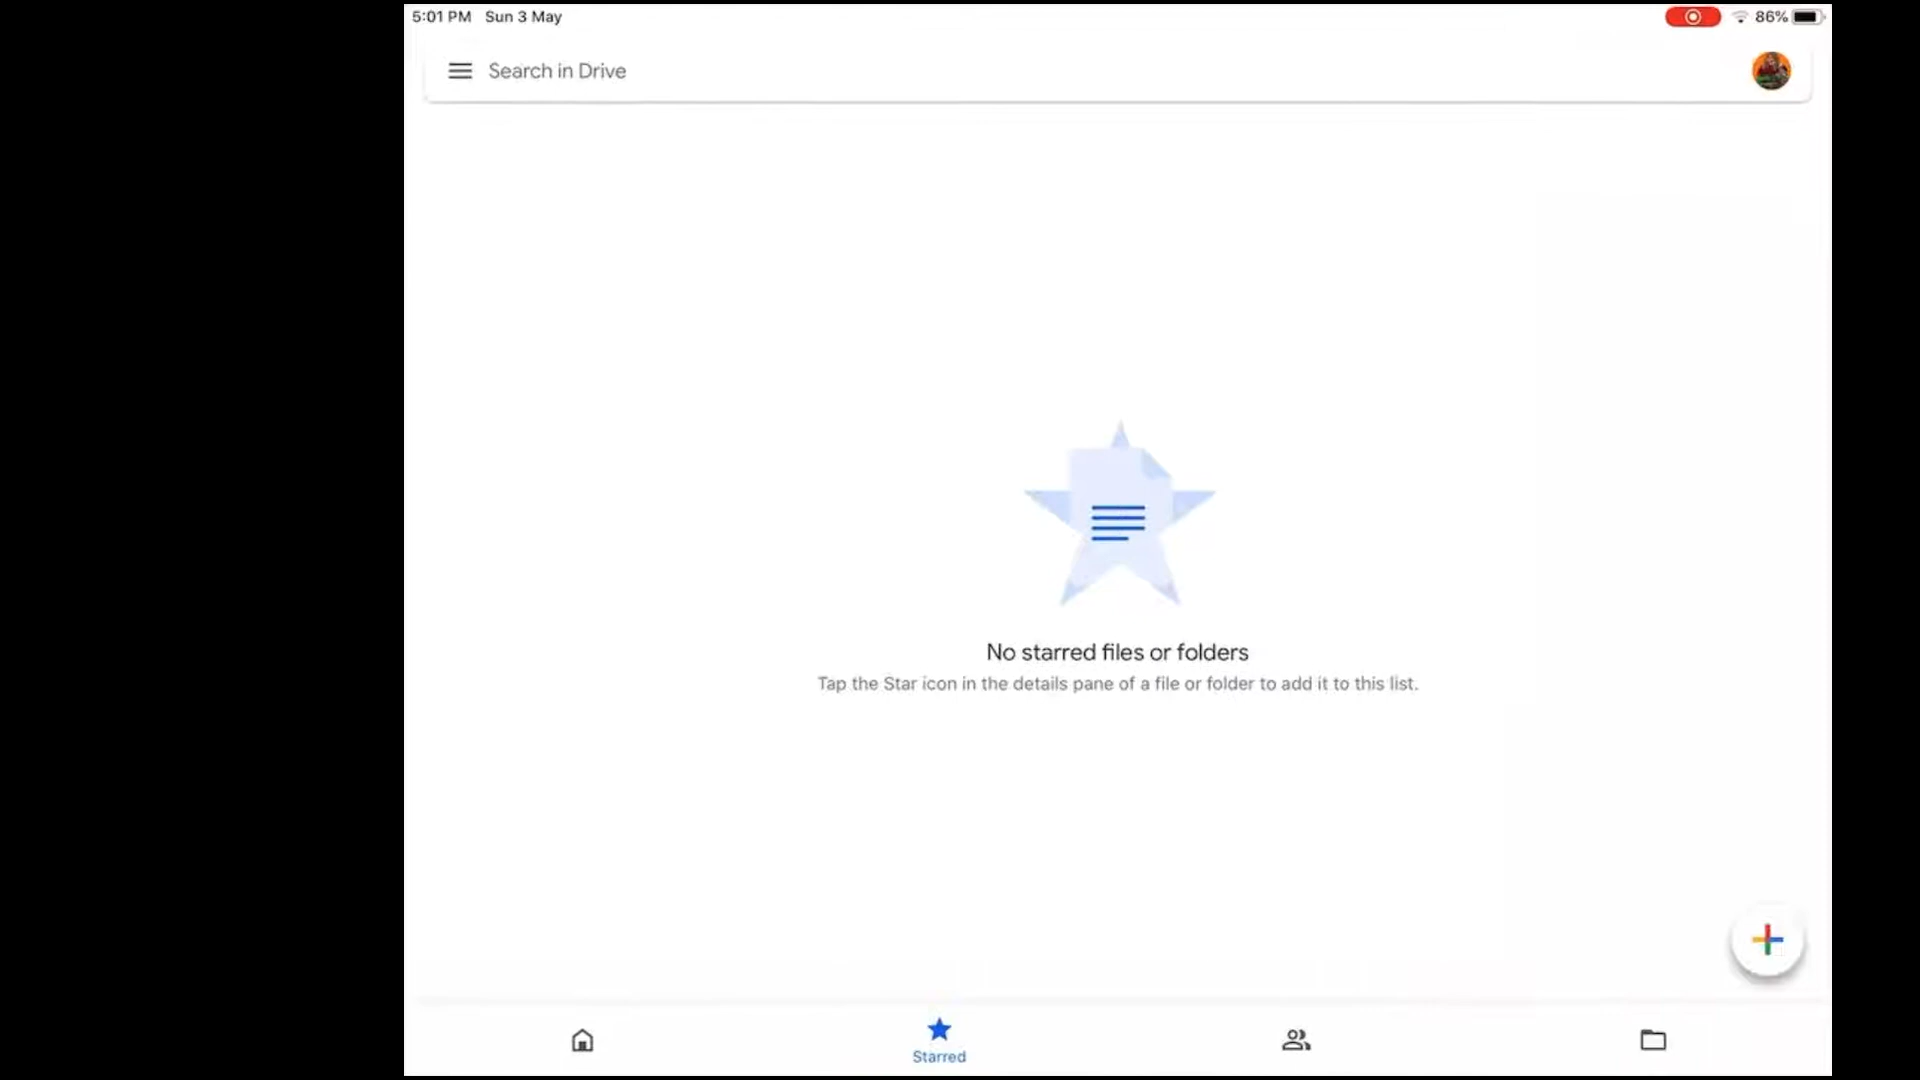 5:01 PM Sun 3 May 86%
Search in Drive
No starred files or folders
Tap the Star icon in the details pane of a file or folder to add it to this list.
Starred